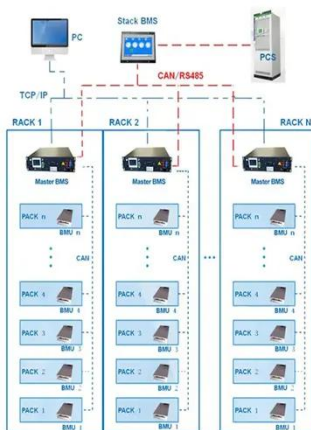 PC
Stack BMS
PCS
CAN/RS485
TCP/IP
RACK 1
RACK 2
RACK N
Master BMS
Master BMS
Master BMS
PACK n
BMU n
PACK n
BMU n
PACK n
BMU n
CAN
CAN
CAN
PACK 4
BMU 4
PACK 4
BMU 4
PACK 4
BMU 4
PACK 3
BMU 3
PACK 3
BMU 3
PACK 3
BMU 3
PACK 2
BMU 2
PACK 2
BMU 2
PACK 2
BMU 2
PACK 1
BMU 1
PACK 1
BMU 1
PACK 1
BMU 1